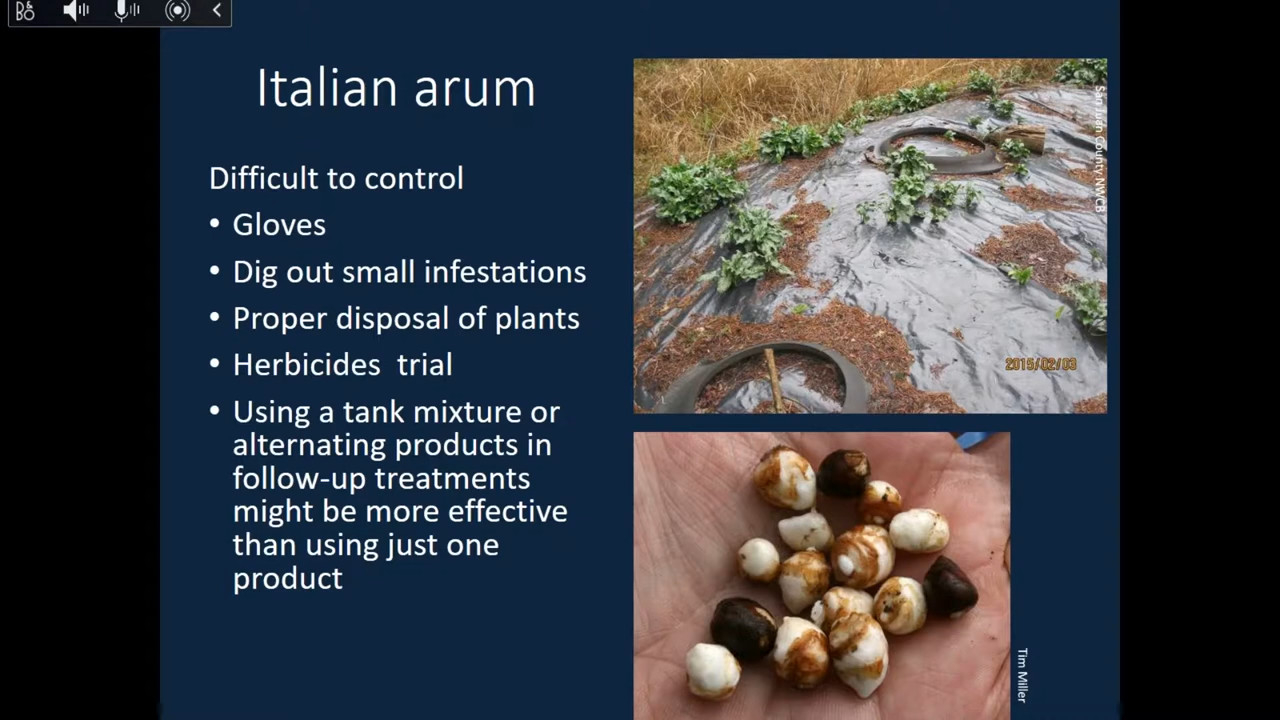 B&O
Italian arum
Difficult to control
• Gloves
• Dig out small infestations
• Proper disposal of plants
• Herbicides  trial
• Using a tank mixture or
alternating products in
follow-up treatments
might be more effective
than using just one
product
San Juan County NWCB
2015/02/03
Tim Miller